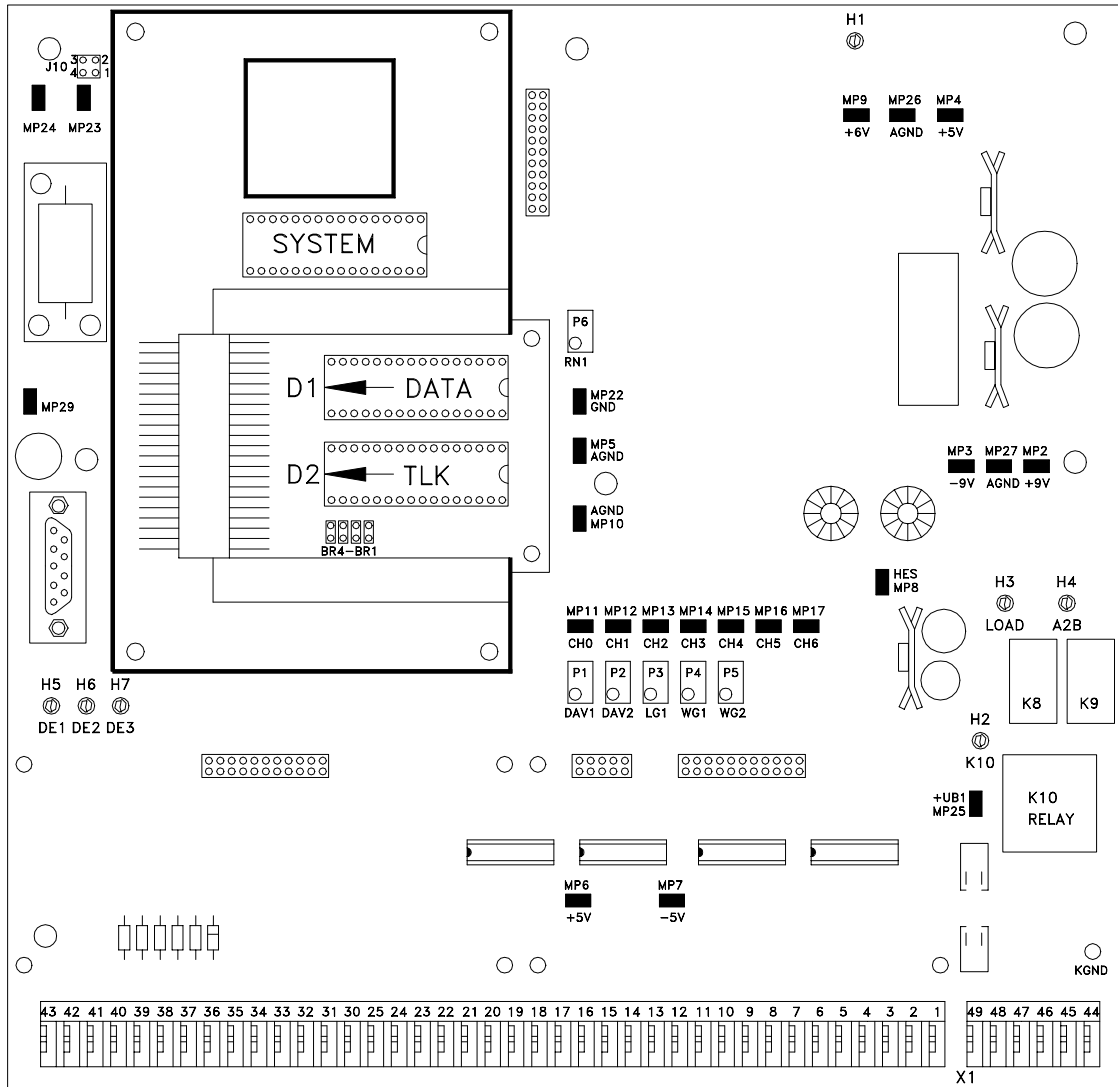 H1
J10 3 2
4 1
MP24 MP23
MP9 MP26 MP4
+6V AGND +5V
SYSTEM
P6
RN1
D1 DATA
MP22
GND
MP29
MP5
AGND
D2 TLK
MP3 MP27 MP2
-9V AGND +9V
AGND
MP10
BR4-BR1
HES
MP8
H3 H4
LOAD A2B
MP11 MP12 MP13 MP14 MP15 MP16 MP17
CH0 CH1 CH2 CH3 CH4 CH5 CH6
P1 P2 P3 P4 P5
DAV1 DAV2 LG1 WG1 WG2
H5 H6 H7
DE1 DE2 DE3
K8 K9
H2
K10
+UB1
MP25
K10
RELAY
MP6 MP7
+5V -5V
KGND
43 42 41 40 39 38 37 36 35 34 33 32 31 30 25 24 23 22 21 20 19 18 17 16 15 14 13 12 11 10 9 8 7 6 5 4 3 2 1 49 48 47 46 45 44
X1